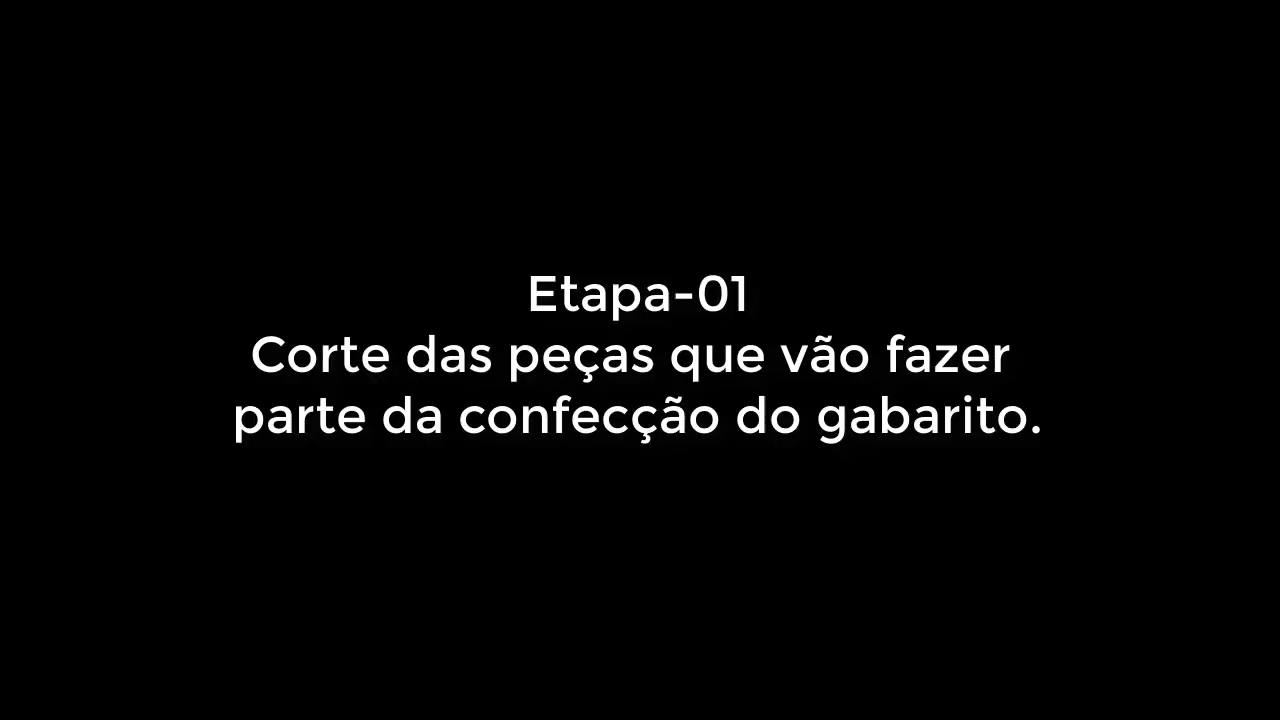 Etapa-01
Corte das peças que vão fazer
parte da confecção do gabarito.